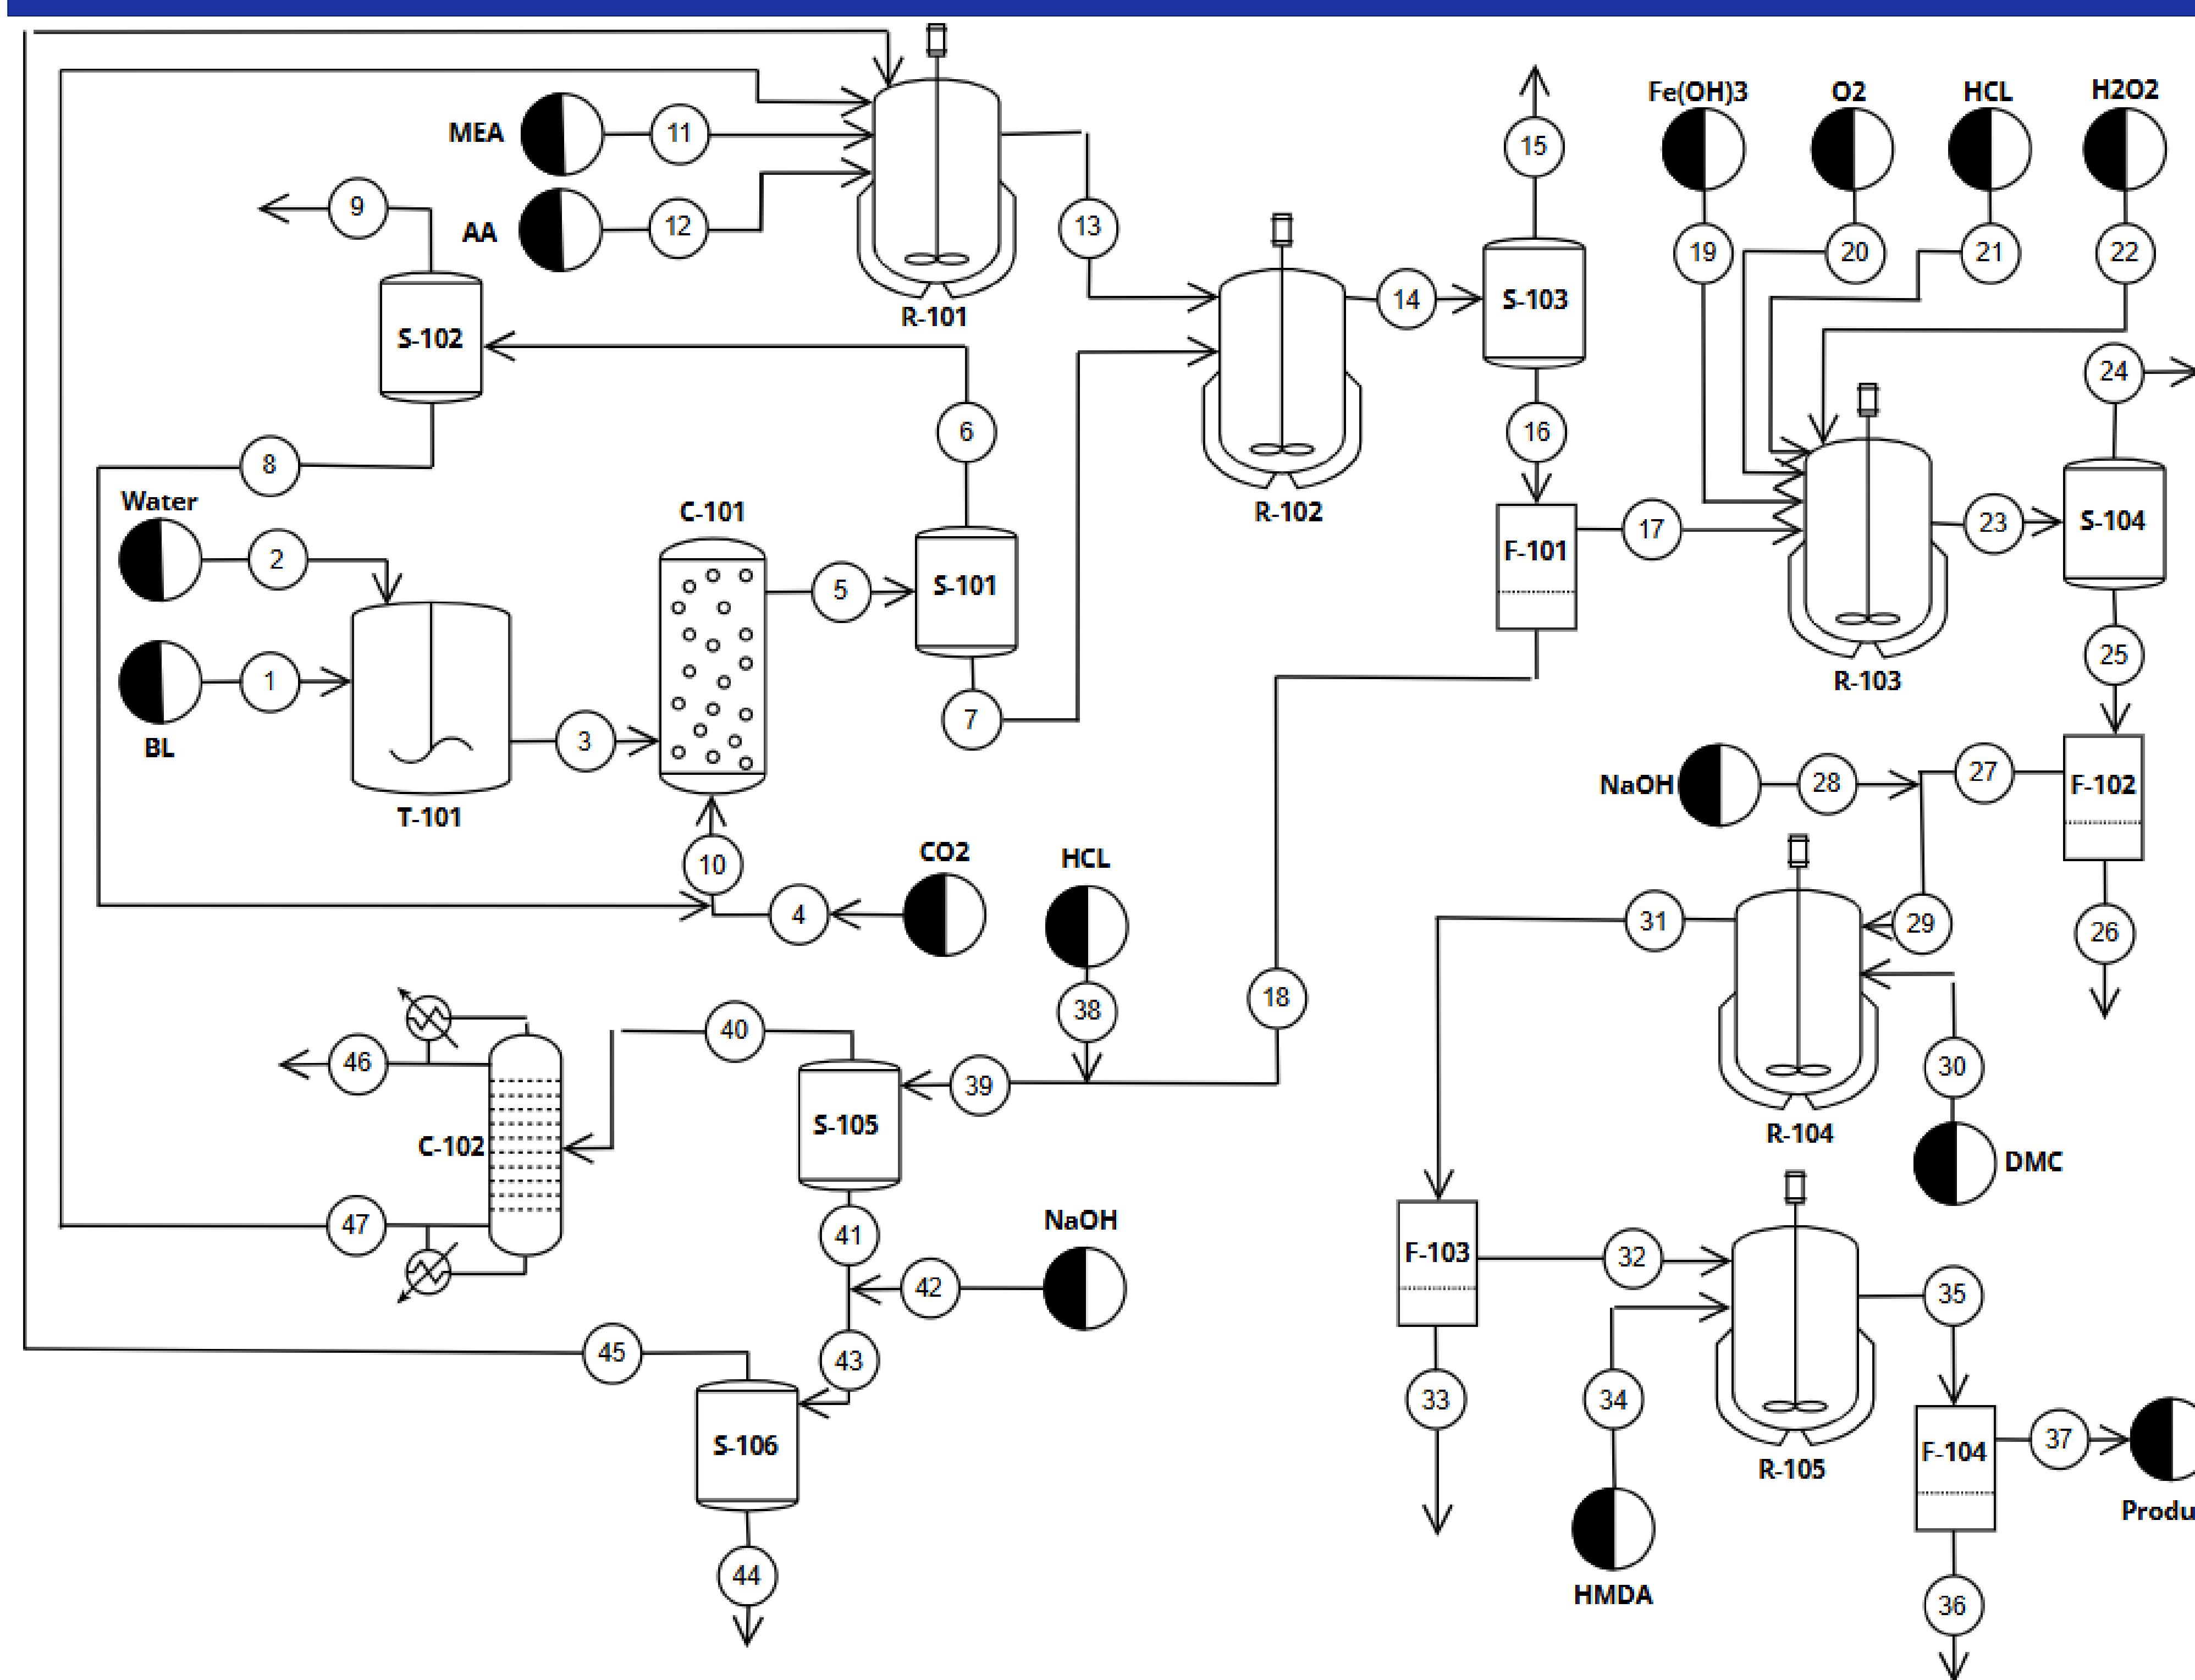 MEA
11
AA
12
R-101
13
9
S-102
8
Water
2
BL
1
T-101
3
C-101
5
S-101
6
7
10
4
CO2
R-102
14
S-103
15
16
F-101
17
18
Fe(OH)3
O2
HCL
H2O2
19
20
21
22
R-103
23
S-104
24
25
F-102
27
26
NaOH
28
29
31
R-104
30
DMC
F-103
32
33
34
HMDA
R-105
35
F-104
37
Produ
36
HCL
38
39
S-105
40
41
C-102
46
47
NaOH
42
43
45
S-106
44